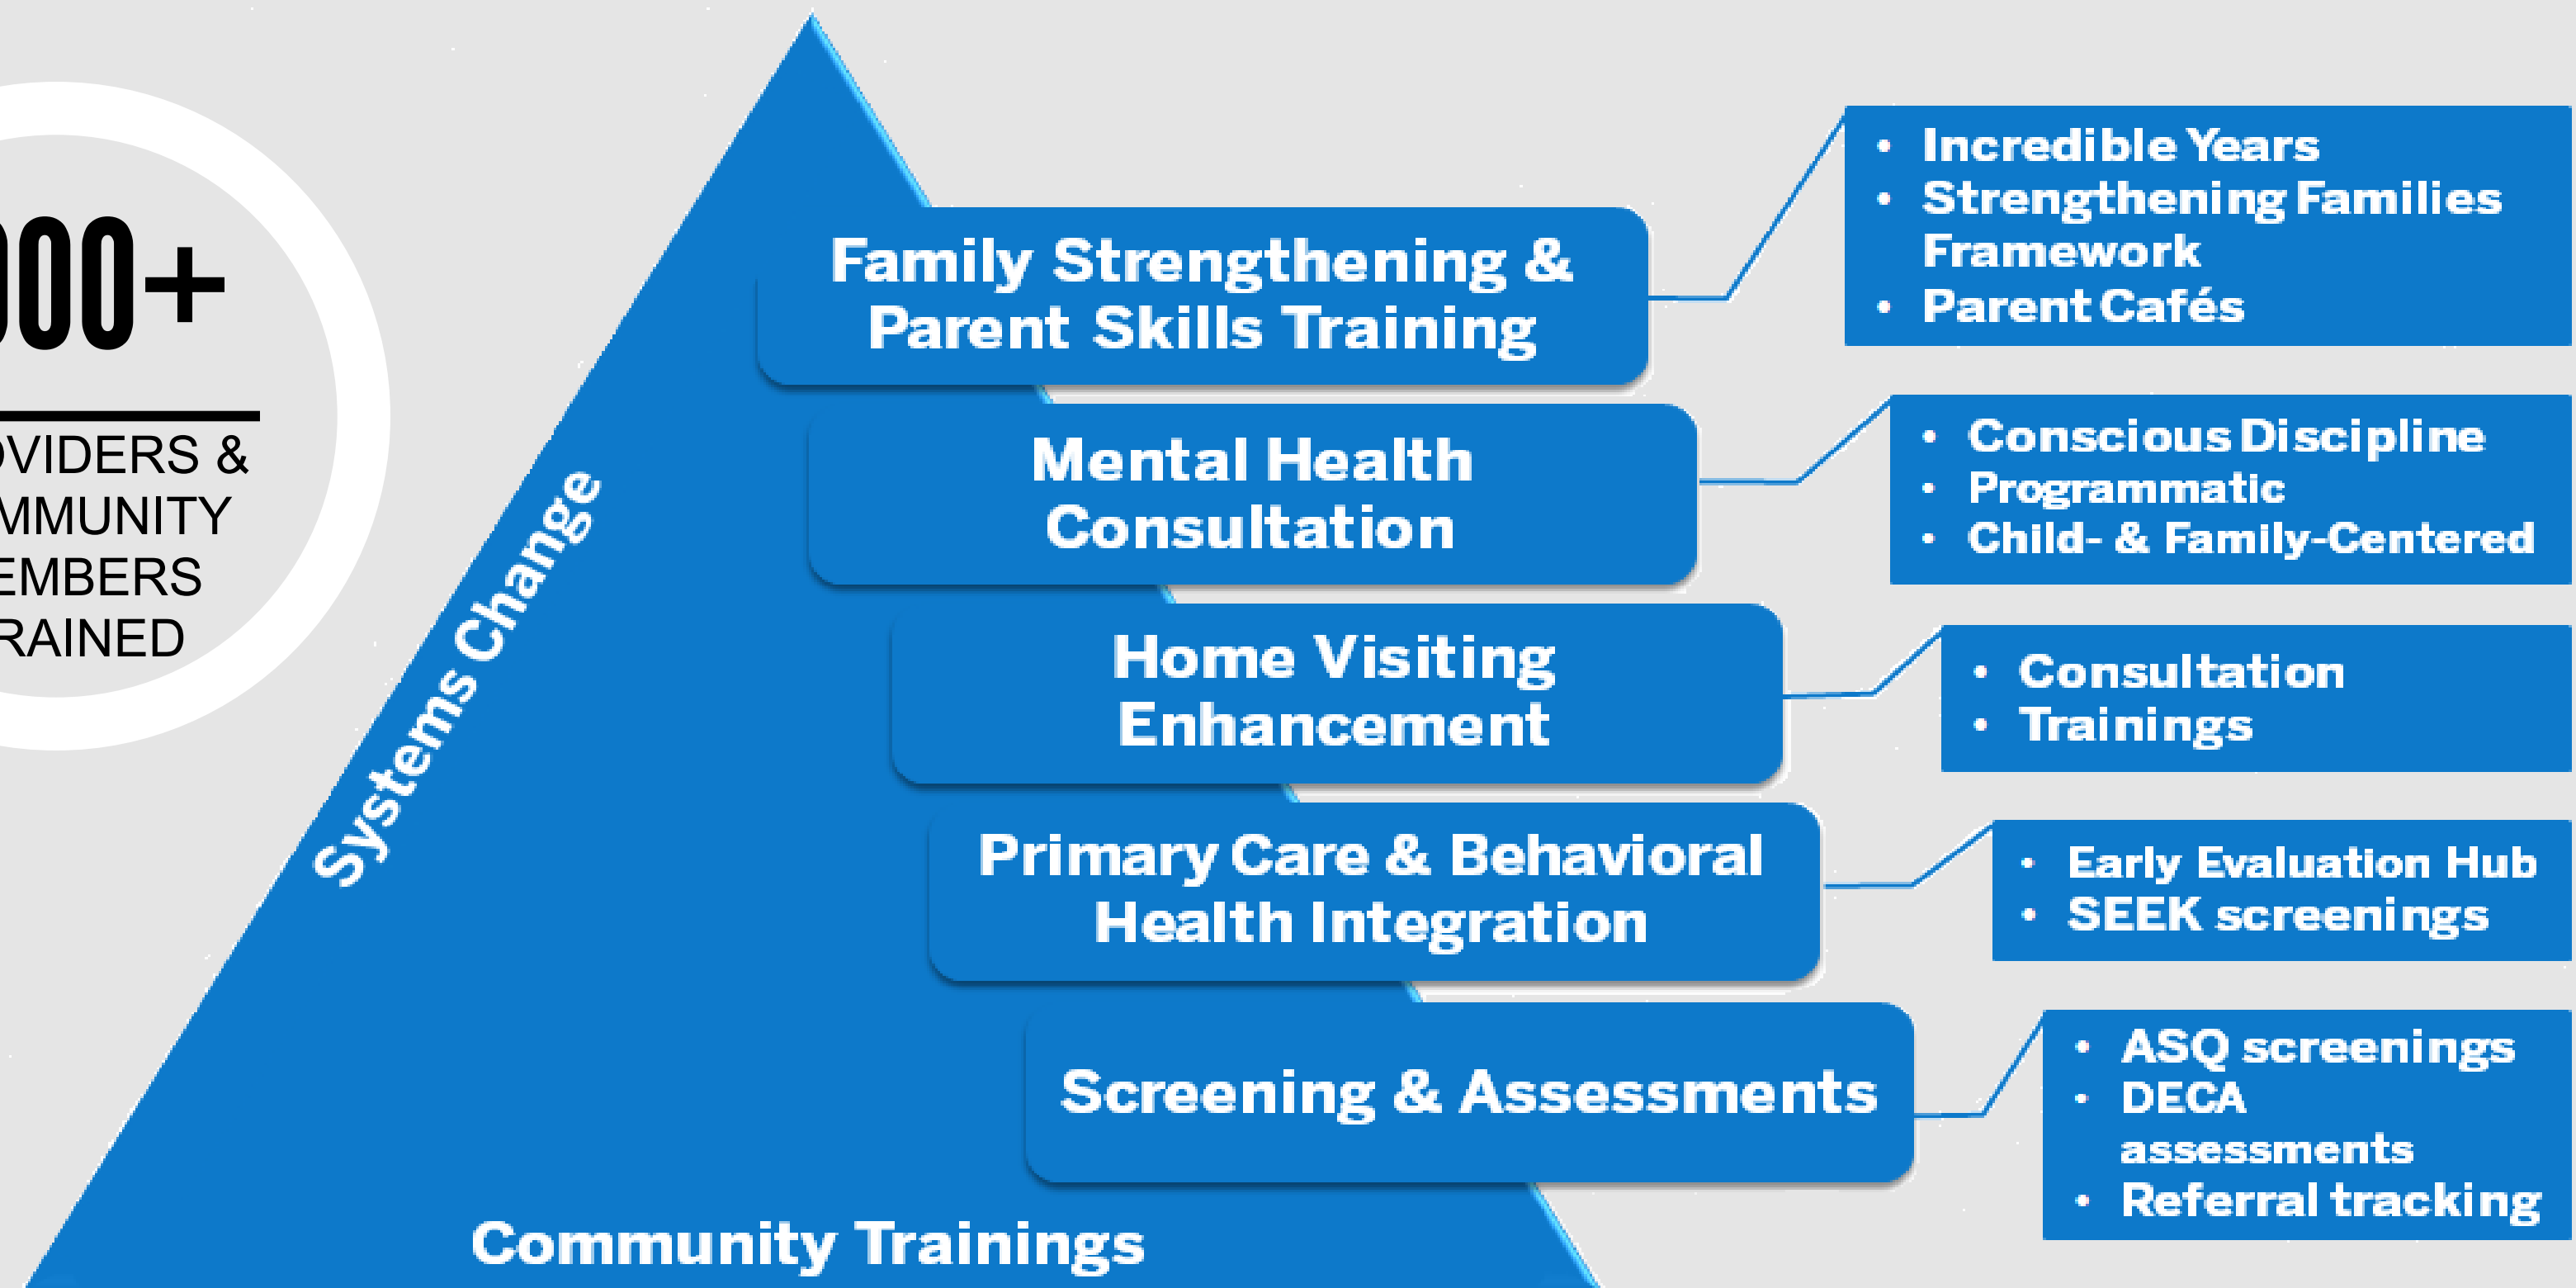 000+
OVIDERS &
MMUNITY
EMBERS
RAINED
Systems Change
Family Strengthening &
Parent Skills Training
• Incredible Years
• Strengthening Families
Framework
• Parent Cafés
Mental Health
Consultation
• Conscious Discipline
• Programmatic
• Child- & Family-Centered
Home Visiting
Enhancement
• Consultation
• Trainings
Primary Care & Behavioral
Health Integration
• Early Evaluation Hub
• SEEK screenings
Screening & Assessments
• ASQ screenings
• DECA
assessments
• Referral tracking
Community Trainings